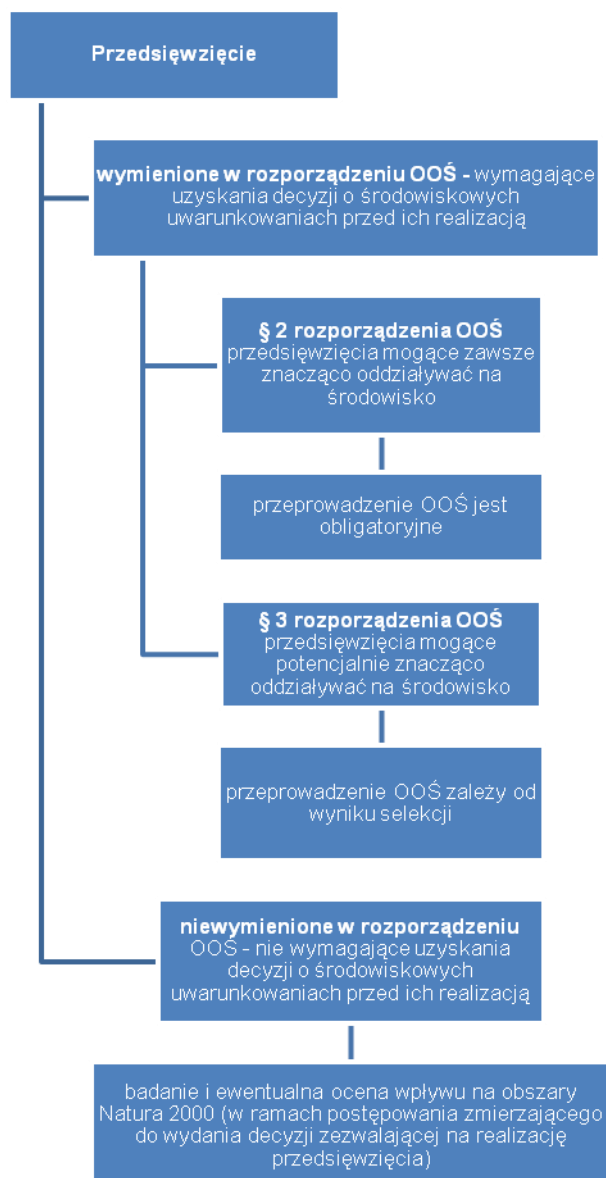 Przedsięwzięcie
wymienione w rozporządzeniu OOŚ - wymagające
uzyskania decyzji o środowiskowych
uwarunkowaniach przed ich realizacją
§ 2 rozporządzenia OOŚ
przedsięwzięcia mogące zawsze
znacząco oddziaływać na
środowisko
przeprowadzenie OOŚ jest
obligatoryjne
§ 3 rozporządzenia OOŚ
przedsięwzięcia mogące
potencjalnie znacząco
oddziaływać na środowisko
przeprowadzenie OOŚ zależy od
wyniku selekcji
niewymienione w rozporządzeniu
OOŚ - nie wymagające uzyskania
decyzji o środowiskowych
uwarunkowaniach przed ich realizacją
badanie i ewentualna ocena wpływu na obszary
Natura 2000 (w ramach postępowania zmierzającego
do wydania decyzji zezwalającej na realizację
przedsięwzięcia)